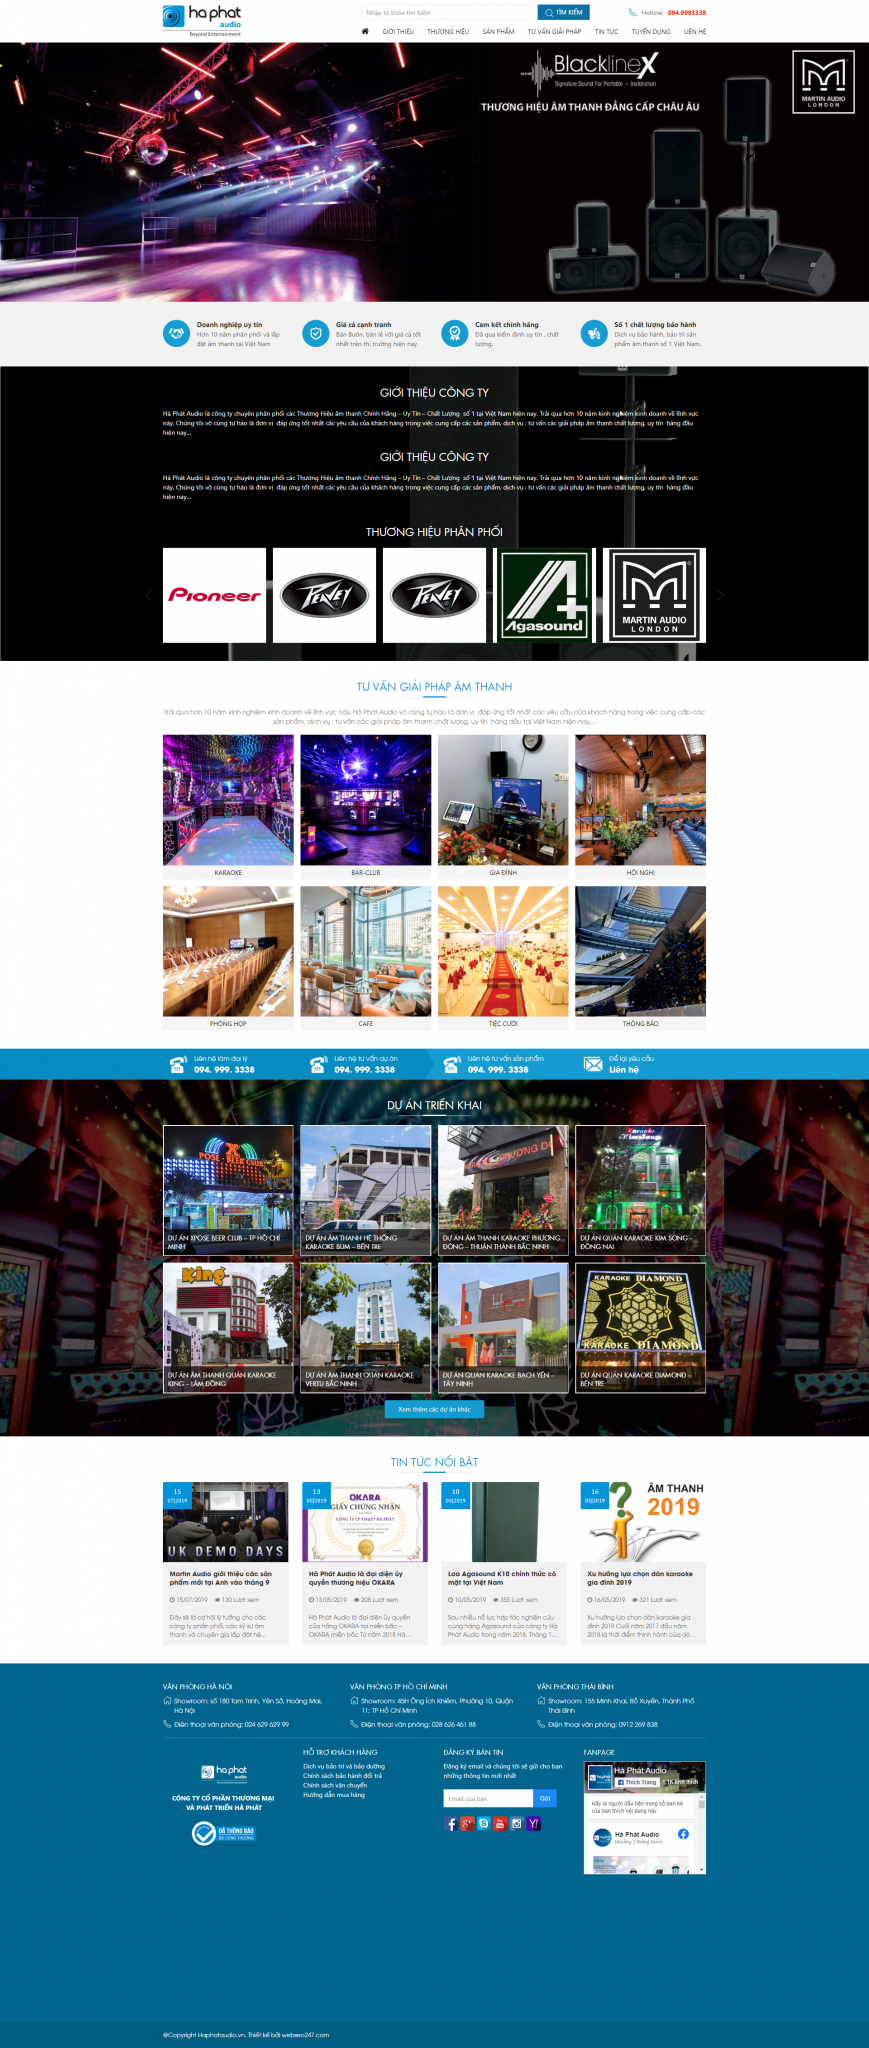 ha phat
audio
Beyond Entertainment
Nhập từ khóa tìm kiếm
TÌM KIẾM
Hotline: 094.9993338
GIỚI THIỆU
THƯƠNG HIỆU
SẢN PHẨM
TƯ VẤN GIẢI PHÁP
TIN TỨC
TUYỂN DỤNG
LIÊN HỆ
BlacklineX
Signature Sound For Portable + Installation
THƯƠNG HIỆU ÂM THANH ĐẲNG CẤP CHÂU ÂU
MARTIN AUDIO
LONDON
Doanh nghiệp uy tín
Hơn 10 năm phân phối và lắp
đặt âm thanh tại Việt Nam
Giá cả cạnh tranh
Bán Buôn, bán lẻ với giá cả tốt
nhất trên thị trường hiện nay
Cam kết chính hãng
Đã qua kiểm định uy tín , chất
lượng.
Số 1 chất lượng bảo hành
Dịch vụ bảo hành, bảo trì sản
phẩm âm thanh số 1 Việt Nam.
GIỚI THIỆU CÔNG TY
Hà Phát Audio là công ty chuyên phân phối các Thương Hiệu âm thanh Chính Hãng – Uy Tín – Chất Lượng số 1 tại Việt Nam hiện nay. Trải qua hơn 10 năm kinh nghiệm kinh doanh về lĩnh vực
này, Chúng tôi vô cùng tự hào là đơn vị đáp ứng tốt nhất các yêu cầu của khách hàng trong việc cung cấp các sản phẩm, dịch vụ ; tư vấn các giải pháp âm thanh chất lượng, uy tín hàng đầu
hiện nay...
GIỚI THIỆU CÔNG TY
Hà Phát Audio là công ty chuyên phân phối các Thương Hiệu âm thanh Chính Hãng – Uy Tín – Chất Lượng số 1 tại Việt Nam hiện nay. Trải qua hơn 10 năm kinh nghiệm kinh doanh về lĩnh vực
này, Chúng tôi vô cùng tự hào là đơn vị đáp ứng tốt nhất các yêu cầu của khách hàng trong việc cung cấp các sản phẩm, dịch vụ ; tư vấn các giải pháp âm thanh chất lượng, uy tín hàng đầu
hiện nay...
THƯƠNG HIỆU PHÂN PHỐI
Pioneer
PEAVEY
PEAVEY
A+
Agasound
MARTIN AUDIO
LONDON
TƯ VẤN GIẢI PHÁP ÂM THANH
Trải qua hơn 10 năm kinh nghiệm kinh doanh về lĩnh vực này, Hà Phát Audio vô cùng tự hào là đơn vị đáp ứng tốt nhất các yêu cầu của khách hàng trong việc cung cấp các
sản phẩm, dịch vụ ; tư vấn các giải pháp âm thanh chất lượng, uy tín hàng đầu tại Việt Nam hiện nay...
KARAOKE
BAR-CLUB
GIA ĐÌNH
HỘI NGHỊ
PHÒNG HỌP
CAFE
TIỆC CƯỚI
THÔNG BÁO
Liên hệ làm đại lý
094. 999. 3338
Liên hệ tư vấn dự án
094. 999. 3338
Liên hệ tư vấn sản phẩm
094. 999. 3338
Để lại yêu cầu
Liên hệ
DỰ ÁN TRIỂN KHAI
X
POSE - BEER CLUB
DỰ ÁN XPOSE BEER CLUB – TP HỒ CHÍ
MINH
DỰ ÁN ÂM THANH HỆ THỐNG
KARAOKE BUM – BẾN TRE
DỰ ÁN ÂM THANH KARAOKE PHƯƠNG
ĐÔNG – THUẬN THÀNH BẮC NINH
Karaoke
KimSong
DỰ ÁN QUÁN KARAOKE KIM SONG –
ĐỒNG NAI
King
DỰ ÁN ÂM THANH QUÁN KARAOKE
KING – LÂM ĐỒNG
DỰ ÁN ÂM THANH QUÁN KARAOKE
VERTU BẮC NINH
DỰ ÁN QUÁN KARAOKE BẠCH YẾN -
TÂY NINH
KARAOKE DIAMOND
KARAOKE DIAMOND
DỰ ÁN QUÁN KARAOKE DIAMOND –
BẾN TRE
Xem thêm các dự án khác
TIN TỨC NỔI BẬT
15
07|2019
UK DEMO DAYS
Martin Audio giới thiệu các sản
phẩm mới tại Anh vào tháng 9
15/07/2019 130 Lượt xem
Đây sẽ là cơ hội lý tưởng cho các
công ty phân phối, các kỹ sư âm
thanh và chuyên gia lắp đặt hệ...
13
05|2019
OKARA
GIẤY CHỨNG NHẬN
CÔNG TY CP TM&PT HÀ PHÁT
Hà Phát Audio là đại diện ủy
quyền thương hiệu OKARA
13/05/2019 208 Lượt xem
Hà Phát Audio là đại diện ủy quyền
của hãng OKARA tại miền bắc –
OKARA miền bắc Từ năm 2018 Hà...
10
05|2019
Loa Agasound K10 chính thức có
mặt tại Việt Nam
10/05/2019 355 Lượt xem
Sau nhiều nỗ lực hợp tác nghiên cứu
cùng hãng Agasound của công ty Hà
Phát Audio trong năm 2018, Tháng 1...
16
05|2019
ÂM THANH
2019
Xu hướng lựa chọn dàn karaoke
gia đình 2019
16/05/2019 321 Lượt xem
Xu hướng lựa chọn dàn karaoke gia
đình 2019 Cuối năm 2017 đầu năm
2018 là thời điểm thịnh hành của dò...
VĂN PHÒNG HÀ NỘI
Showroom: số 180 Tam Trinh, Yên Sở, Hoàng Mai,
Hà Nội
Điện thoại văn phòng: 024 629 629 99
VĂN PHÒNG TP HỒ CHÍ MINH
Showroom: 45H Ông Ích Khiêm, Phường 10, Quận
11; TP Hồ Chí Minh
Điện thoại văn phòng: 028 626 461 88
VĂN PHÒNG THÁI BÌNH
Showroom: 155 Minh Khai, Bồ Xuyên, Thành Phố
Thái Bình
Điện thoại văn phòng: 0912 269 838
ha phat
audio
CÔNG TY CỔ PHẦN THƯƠNG MẠI
VÀ PHÁT TRIỂN HÀ PHÁT
ĐÃ THÔNG BÁO
BỘ CÔNG THƯƠNG
HỖ TRỢ KHÁCH HÀNG
Dịch vụ bảo trì và bảo dưỡng
Chính sách bảo hành đổi trả
Chính sách vận chuyển
Hướng dẫn mua hàng
ĐĂNG KÝ BẢN TIN
Đăng ký email và chúng tôi sẽ gửi cho bạn
những thông tin mới nhất
Email của bạn
Gửi
FANPAGE
Hà Phát Audio
Thích Trang
1,1K lượt thích
Hãy là người đầu tiên trong số bạn bè
của bạn thích nội dung này
Hà Phát Audio
khoảng 3 tháng trước
@Copyright Haphataudio.vn. Thiết kế bởi webseo247.com